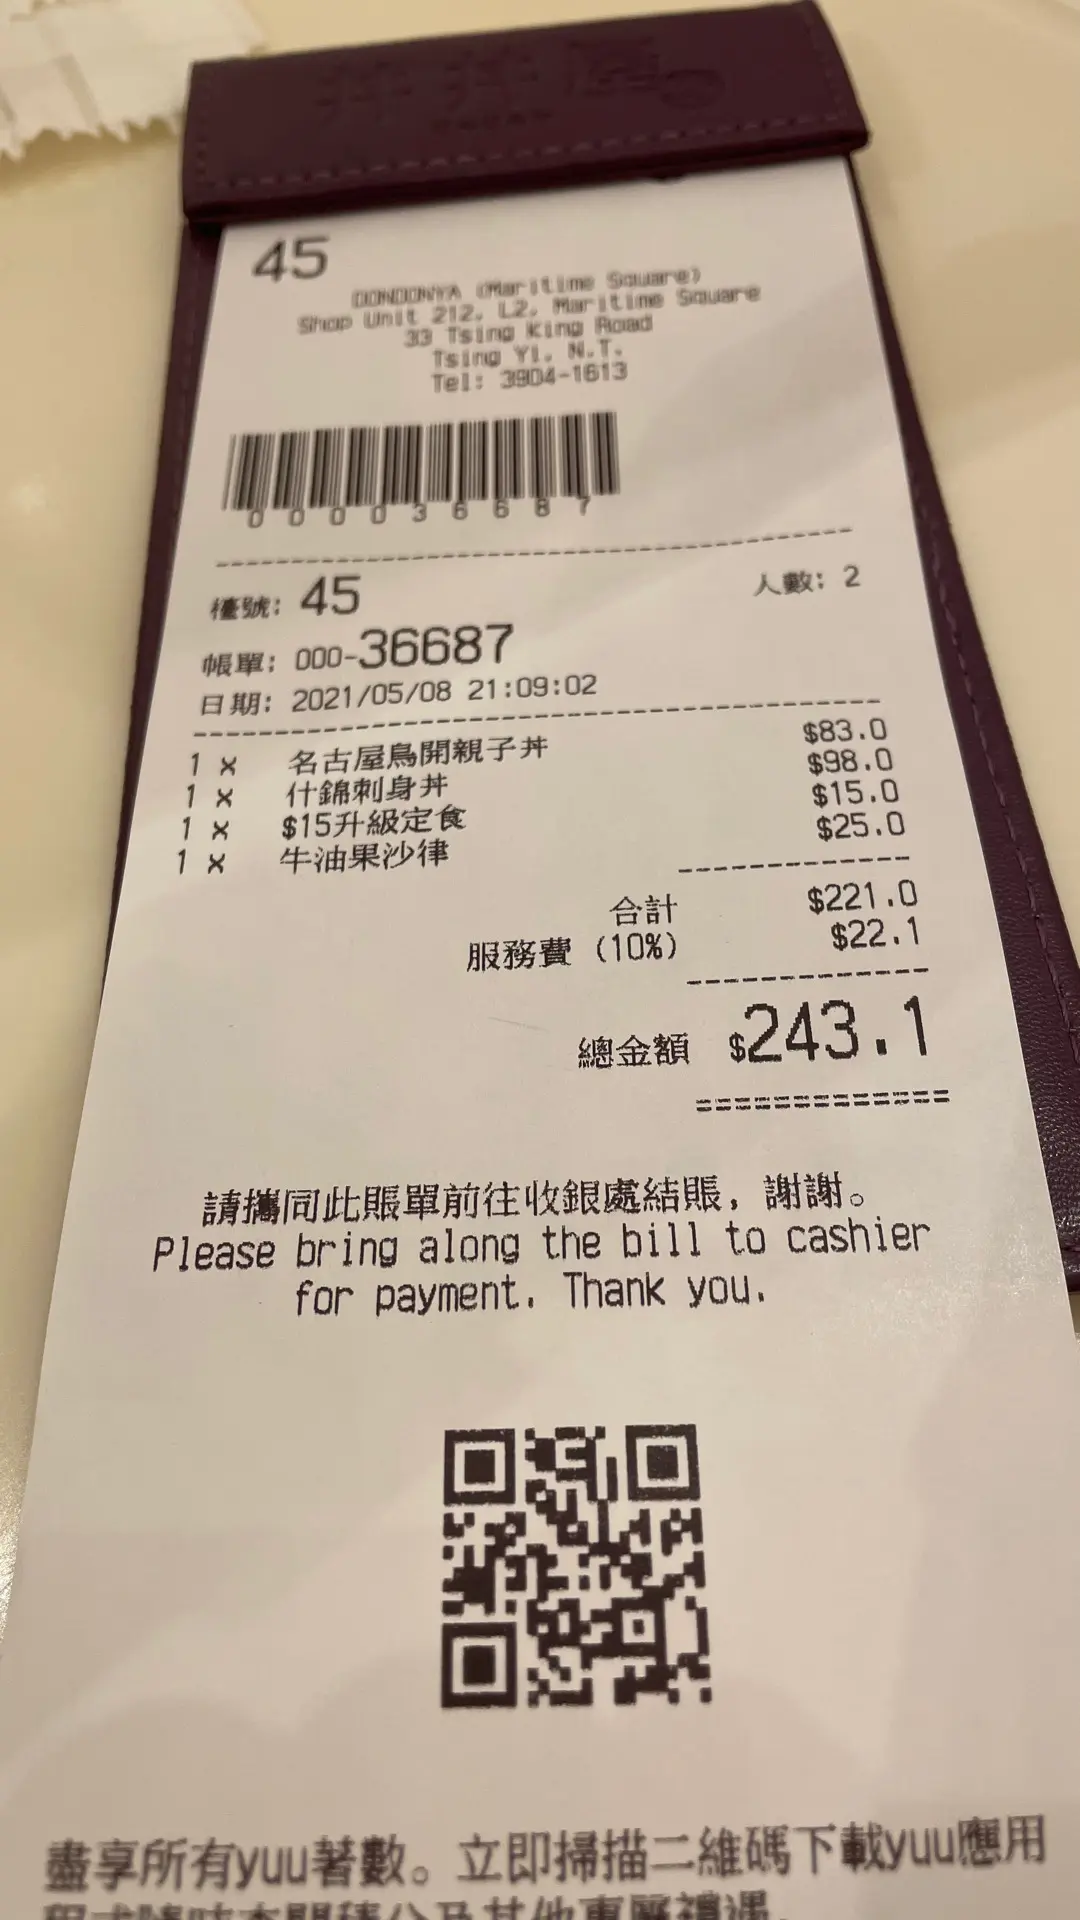 45
DONDONYA (Maritime Square)
Shop Unit 212, L2, Maritime Square
33 Tsing King Road
Tsing Yi, N.T.
Tel: 3904-1613
000036687
檯號: 45 人數: 2
帳單: 000-36687
日期: 2021/05/08 21:09:02
1 x 名古屋鳥開親子丼 $83.0
1 x 什錦刺身丼 $98.0
1 x $15升級定食 $15.0
1 x 牛油果沙律 $25.0
合計 $221.0
服務費 (10%) $22.1
總金額 $243.1
請攜同此賬單前往收銀處結賬, 謝謝。
Please bring along the bill to cashier
for payment. Thank you.
盡享所有yuu著數。立即掃描二維碼下載yuu應用